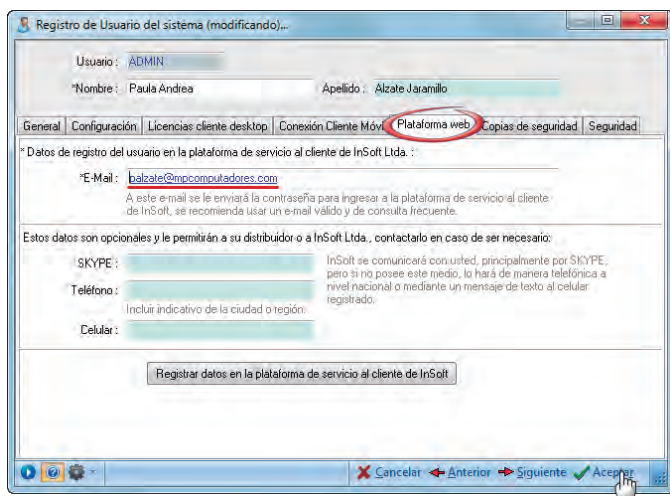 Registro de Usuario del sistema (modificando)...
Usuario : ADMIN
*Nombre : Paula Andrea Apellido : Alzate Jaramillo
General Configuración Licencias cliente desktop Conexión Cliente Móvil Plataforma web Copias de seguridad Seguridad
* Datos de registro del usuario en la plataforma de servicio al cliente de InSoft Ltda. :
*E-Mail : palzate@mpcomputadores.com
A este e-mail se le enviará la contraseña para ingresar a la plataforma de servicio al cliente
de InSoft, se recomienda usar un e-mail válido y de consulta frecuente.
Estos datos son opcionales y le permitirán a su distribuidor o a InSoft Ltda., contactarlo en caso de ser necesario:
SKYPE : InSoft se comunicará con usted, principalmente por SKYPE,
pero si no posee este medio, lo hará de manera telefónica a
Teléfono : nivel nacional o mediante un mensaje de texto al celular
registrado.
Incluir indicativo de la ciudad o región.
Celular :
Registrar datos en la plataforma de servicio al cliente de InSoft
Cancelar Anterior Siguiente Aceptar